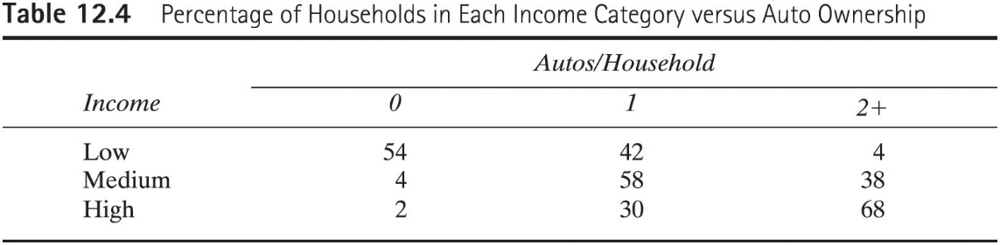 Table 12.4 Percentage of Households in Each Income Category versus Auto Ownership
Autos/Household
Income 0 1 2+
Low 54 42 4
Medium 4 58 38
High 2 30 68